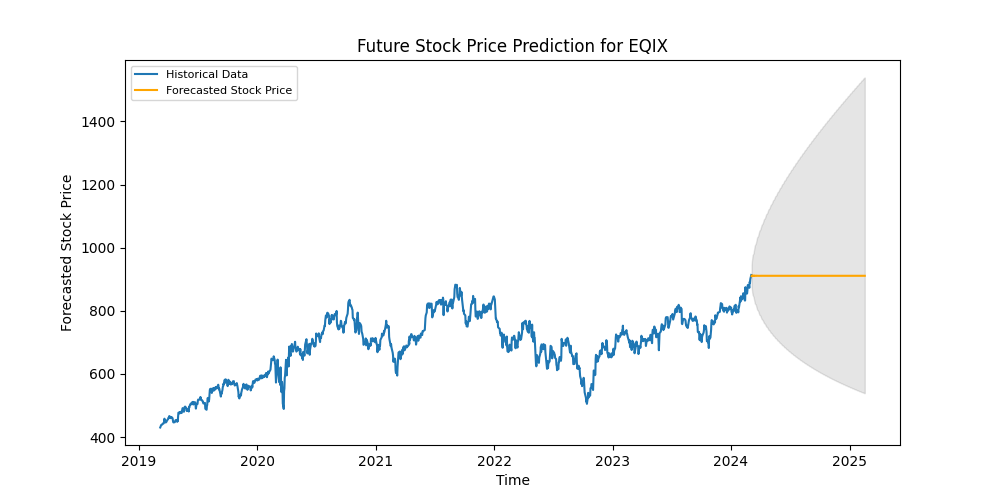 Future Stock Price Prediction for EQIX
Historical Data
Forecasted Stock Price
Forecasted Stock Price
1400
1200
1000
800
600
400
2019 2020 2021 2022 2023 2024 2025
Time